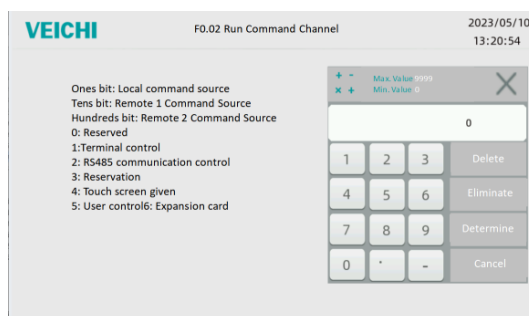 VEICHI
F0.02 Run Command Channel
2023/05/10
13:20:54
Ones bit: Local command source
Tens bit: Remote 1 Command Source
Hundreds bit: Remote 2 Command Source
0: Reserved
1:Terminal control
2: RS485 communication control
3: Reservation
4: Touch screen given
5: User control6: Expansion card
+ -
× +
Max. Value 9999
Min. Value 0
X
0
1 2 3 Delete
4 5 6 Eliminate
7 8 9 Determine
0 . - Cancel